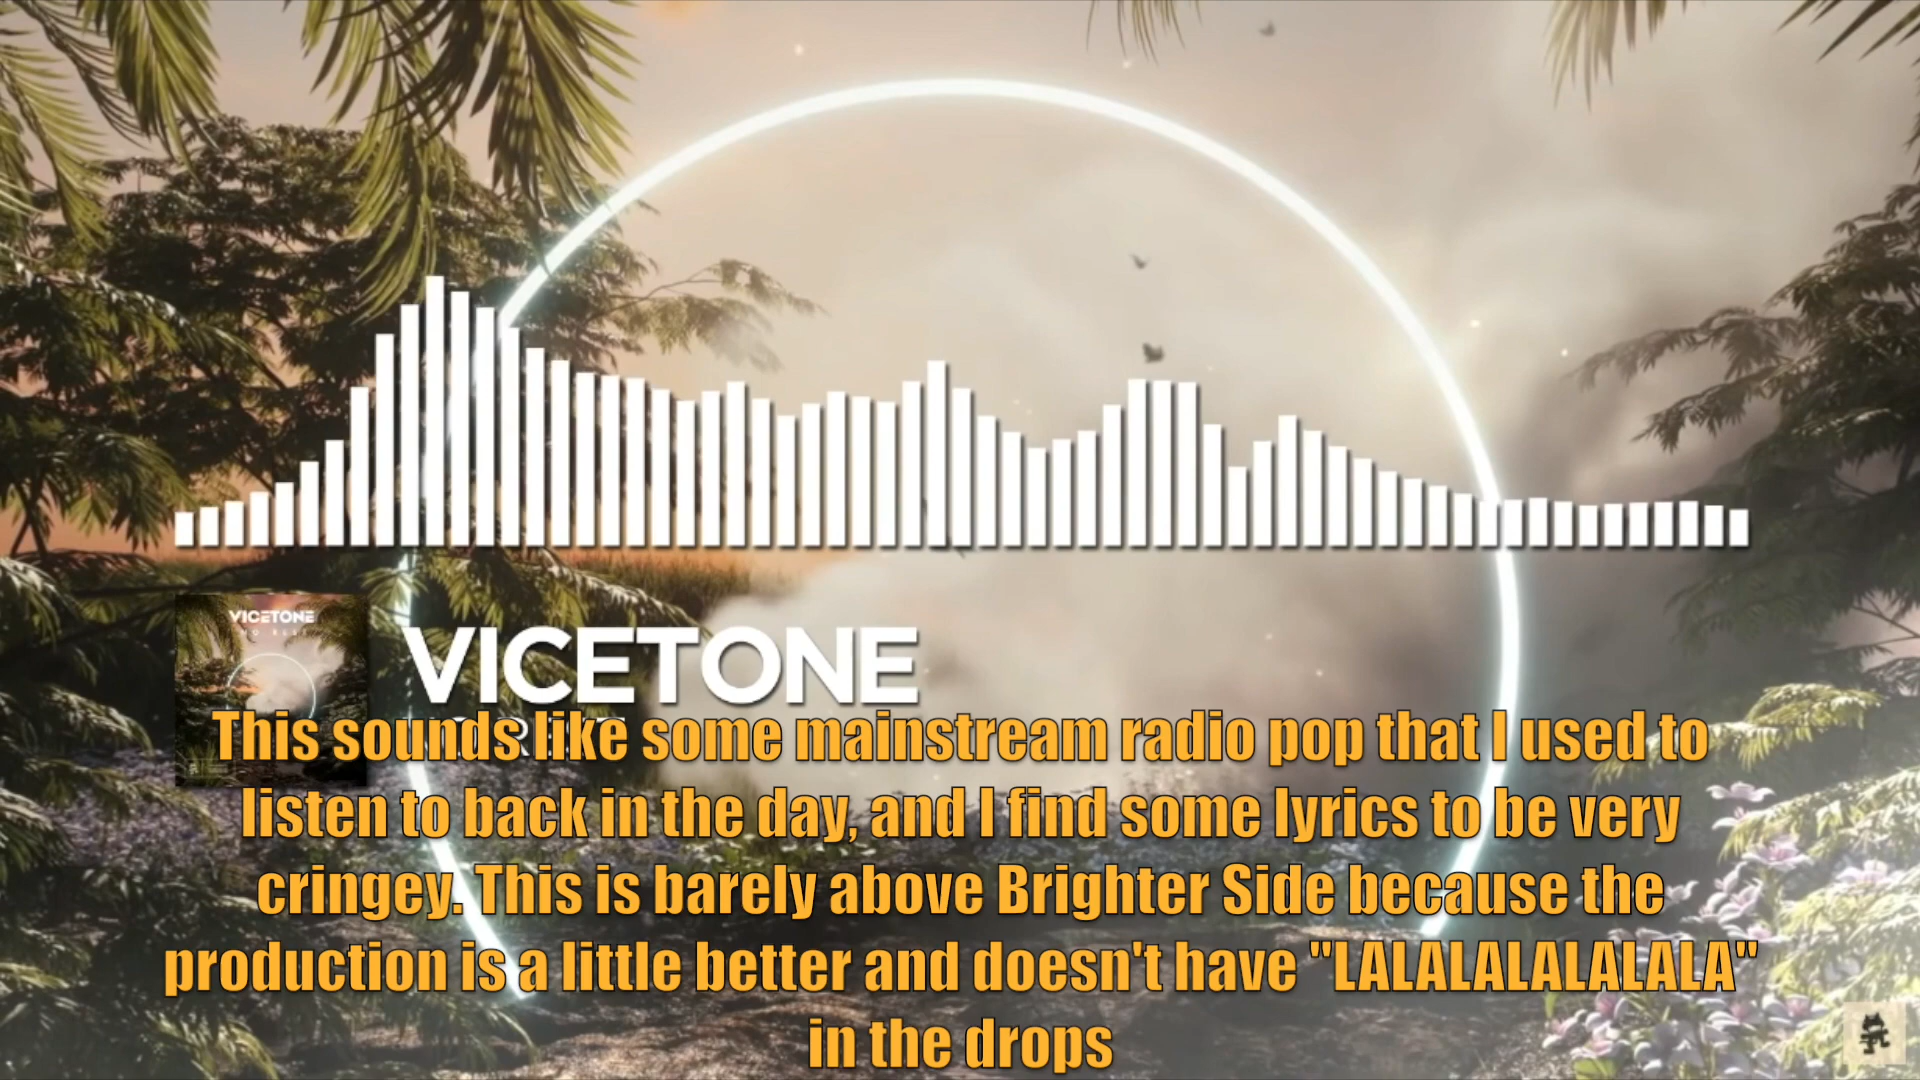 VICETONE
VICETONE
This sounds like some mainstream radio pop that I used to
listen to back in the day, and I find some lyrics to be very
cringey. This is barely above Brighter Side because the
production is a little better and doesn't have "LALALALALALALA"
in the drops